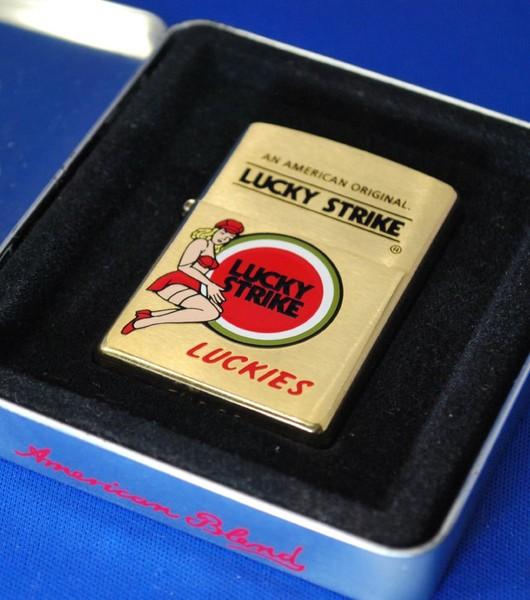 AN AMERICAN ORIGINAL.
LUCKY STRIKE
®
LUCKY
STRIKE
LUCKIES
American Blend